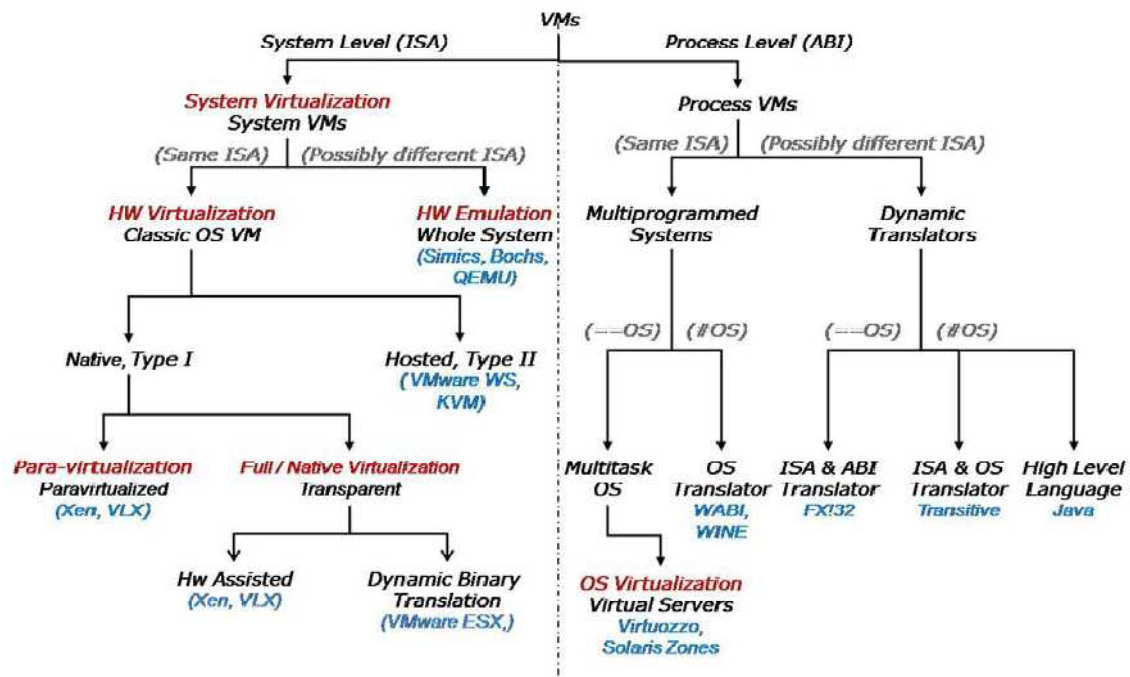 VMs
System Level (ISA)
Process Level (ABI)
System Virtualization
System VMs
Process VMs
(Same ISA)
(Possibly different ISA)
(Same ISA)
(Possibly different ISA)
HW Virtualization
Classic OS VM
HW Emulation
Whole System
(Simics, Bochs,
QEMU)
Multiprogrammed
Systems
Dynamic
Translators
(==OS)
(#OS)
(==OS)
(#OS)
Native, Type I
Hosted, Type II
(VMware WS,
KVM)
Para-virtualization
Paravirtualized
(Xen, VLX)
Full / Native Virtualization
Transparent
Multitask
OS
OS
Translator
WABI,
WINE
ISA & ABI
Translator
FX!32
ISA & OS
Translator
Transitive
High Level
Language
Java
Hw Assisted
(Xen, VLX)
Dynamic Binary
Translation
(VMware ESX,)
OS Virtualization
Virtual Servers
Virtuozzo,
Solaris Zones